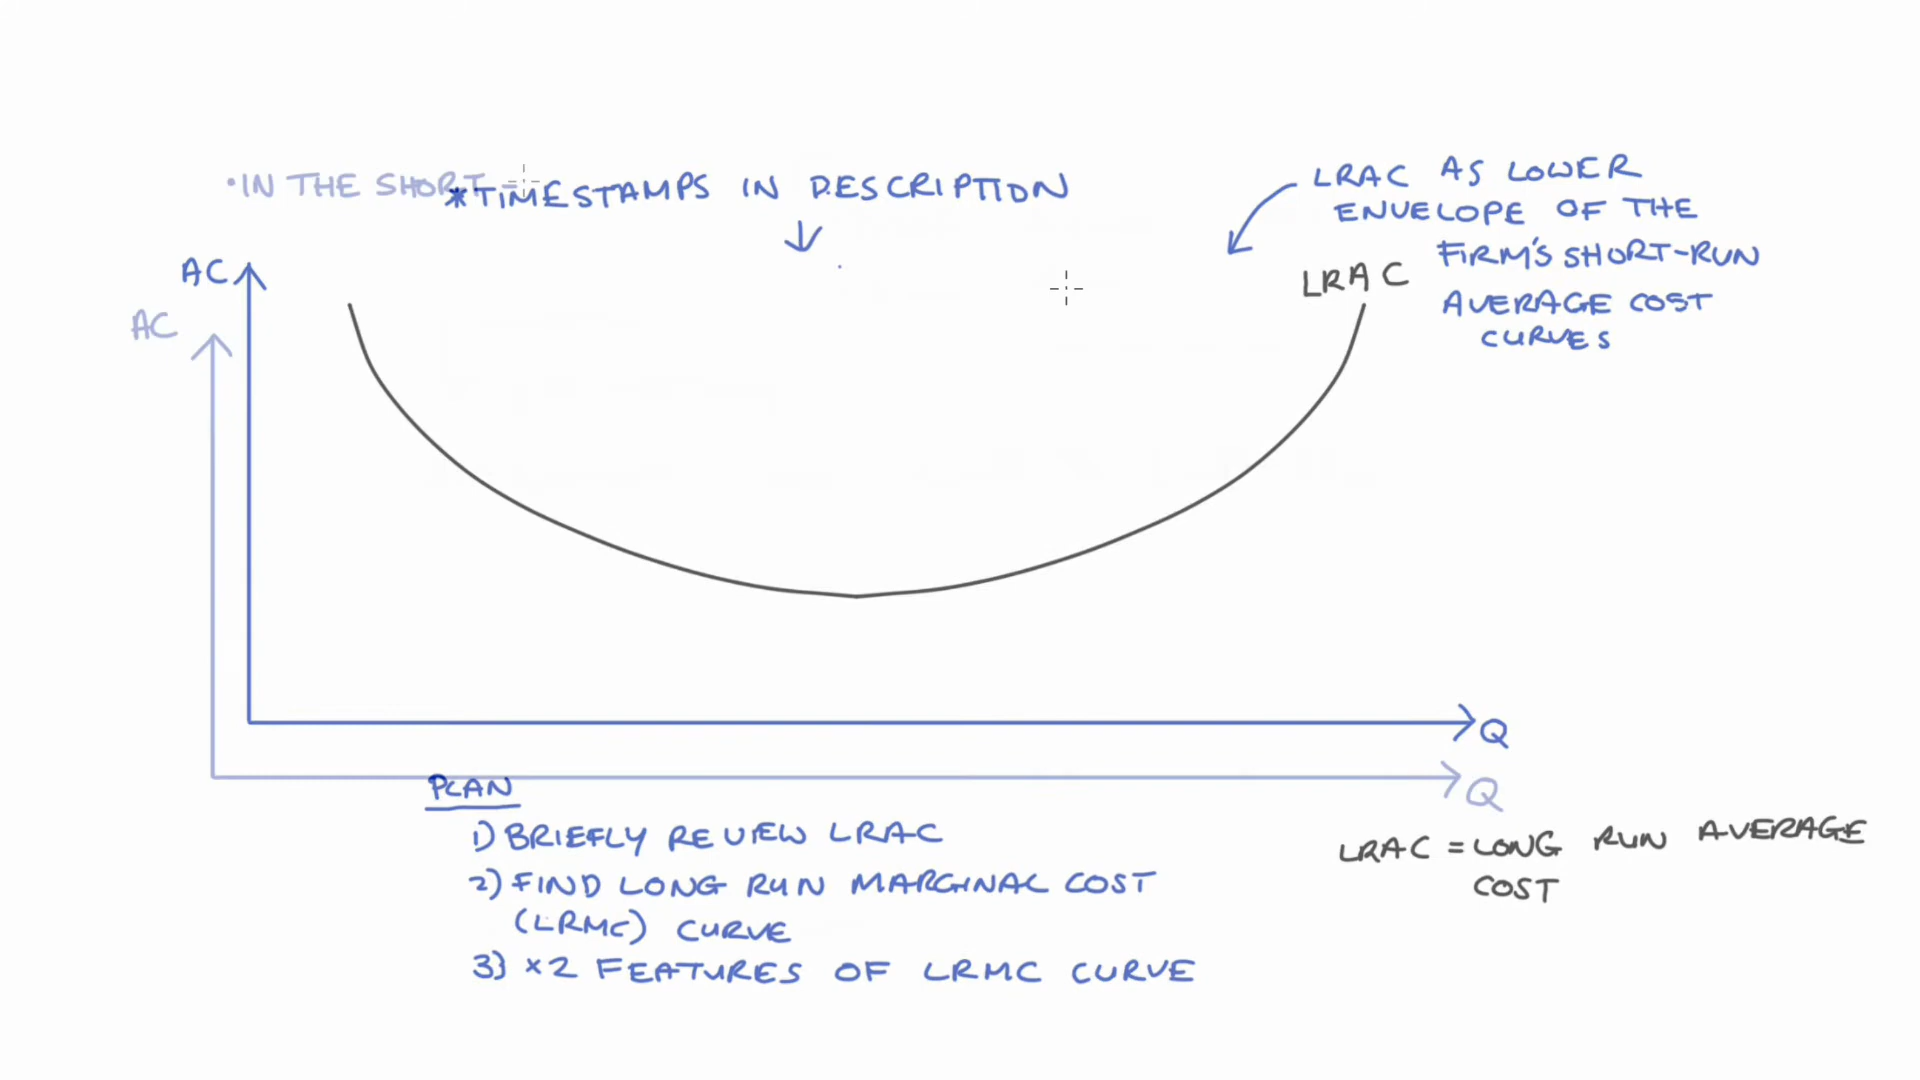 •IN THE SHORT -
*TIMESTAMPS IN DESCRIPTION
LRAC AS LOWER
ENVELOPE OF THE
FIRM'S SHORT-RUN
AVERAGE COST
CURVES
AC
LRAC
AC
Q
Q
PLAN
1) BRIEFLY REVIEW LRAC
2) FIND LONG RUN MARGINAL COST
(LRMC) CURVE
3) x2 FEATURES OF LRMC CURVE
LRAC = LONG RUN AVERAGE
COST